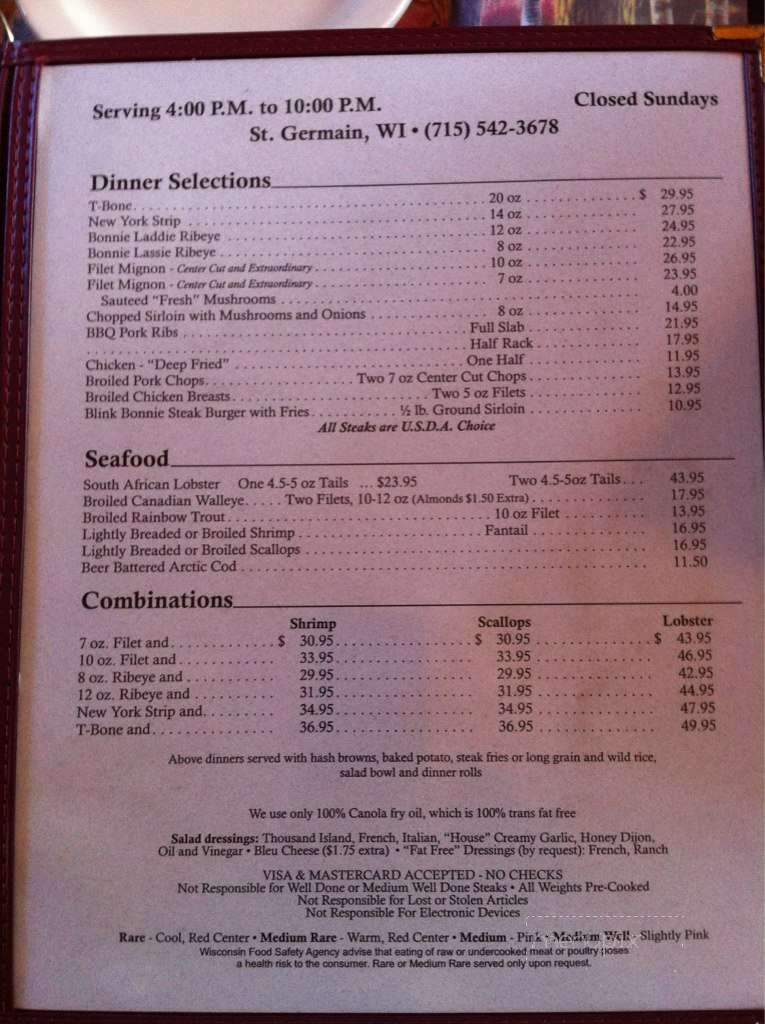 Serving 4:00 P.M. to 10:00 P.M. Closed Sundays
St. Germain, WI • (715) 542-3678
Dinner Selections
T-Bone 20 oz $ 29.95
New York Strip 14 oz 27.95
Bonnie Laddie Ribeye 12 oz 24.95
Bonnie Lassie Ribeye 8 oz 22.95
Filet Mignon - Center Cut and Extraordinary 10 oz 26.95
Filet Mignon - Center Cut and Extraordinary 7 oz 23.95
Sauteed "Fresh" Mushrooms 4.00
Chopped Sirloin with Mushrooms and Onions 8 oz 14.95
BBQ Pork Ribs Full Slab 21.95
Half Rack 17.95
Chicken - "Deep Fried" One Half 11.95
Broiled Pork Chops Two 7 oz Center Cut Chops 13.95
Broiled Chicken Breasts Two 5 oz Filets 12.95
Blink Bonnie Steak Burger with Fries ½ lb. Ground Sirloin 10.95
All Steaks are U.S.D.A. Choice
Seafood
South African Lobster One 4.5-5 oz Tails ... $23.95 Two 4.5-5oz Tails... 43.95
Broiled Canadian Walleye Two Filets, 10-12 oz (Almonds $1.50 Extra) 17.95
Broiled Rainbow Trout 10 oz Filet 13.95
Lightly Breaded or Broiled Shrimp Fantail 16.95
Lightly Breaded or Broiled Scallops 16.95
Beer Battered Arctic Cod 11.50
Combinations
Shrimp Scallops Lobster
7 oz. Filet and $ 30.95 $ 30.95 $ 43.95
10 oz. Filet and 33.95 33.95 46.95
8 oz. Ribeye and 29.95 29.95 42.95
12 oz. Ribeye and 31.95 31.95 44.95
New York Strip and 34.95 34.95 47.95
T-Bone and 36.95 36.95 49.95
Above dinners served with hash browns, baked potato, steak fries or long grain and wild rice,
salad bowl and dinner rolls
We use only 100% Canola fry oil, which is 100% trans fat free
Salad dressings: Thousand Island, French, Italian, "House" Creamy Garlic, Honey Dijon,
Oil and Vinegar • Bleu Cheese ($1.75 extra) • "Fat Free" Dressings (by request): French, Ranch
VISA & MASTERCARD ACCEPTED - NO CHECKS
Not Responsible for Well Done or Medium Well Done Steaks • All Weights Pre-Cooked
Not Responsible for Lost or Stolen Articles
Not Responsible For Electronic Devices
Rare - Cool, Red Center • Medium Rare - Warm, Red Center • Medium - Pink • Medium Well - Slightly Pink
Wisconsin Food Safety Agency advise that eating of raw or undercooked meat or poultry poses
a health risk to the consumer. Rare or Medium Rare served only upon request.